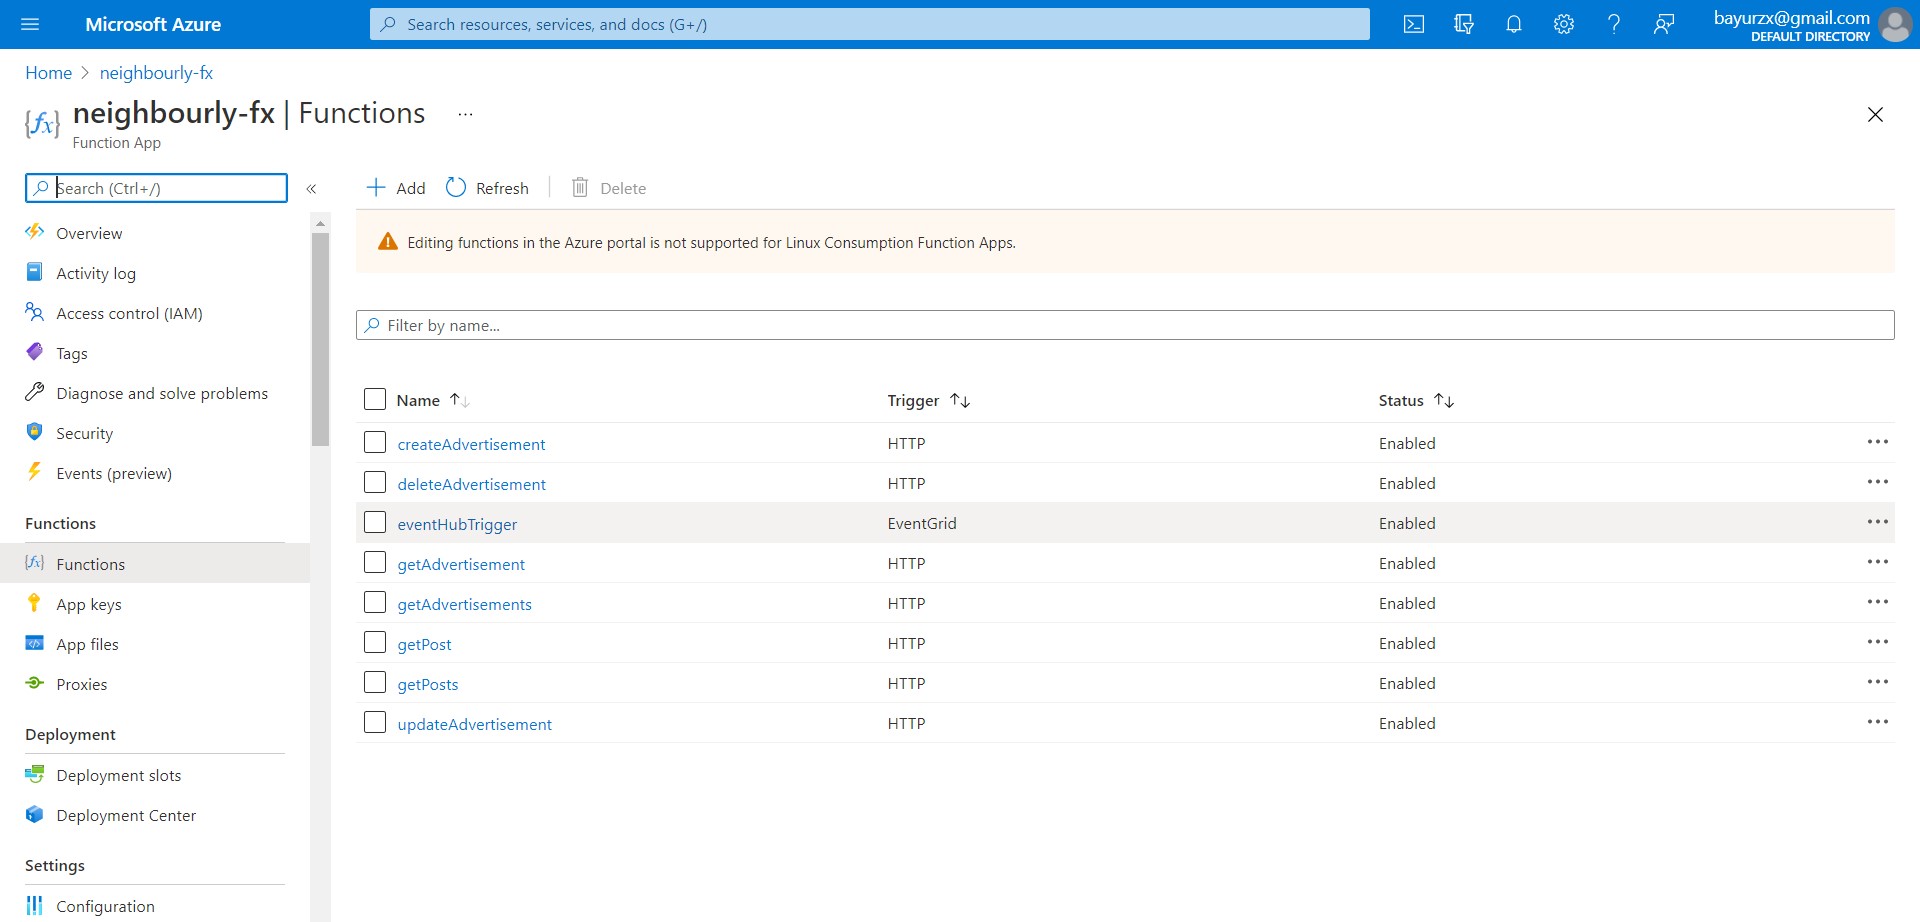 Microsoft Azure
Search resources, services, and docs (G+/)
bayurzx@gmail.com
DEFAULT DIRECTORY
Home > neighbourly-fx
neighbourly-fx | Functions ...
Function App
Search (Ctrl+/)
«
Add
Refresh
Delete
Overview
Activity log
Access control (IAM)
Tags
Diagnose and solve problems
Security
Events (preview)
Functions
Functions
App keys
App files
Proxies
Deployment
Deployment slots
Deployment Center
Settings
Configuration
Editing functions in the Azure portal is not supported for Linux Consumption Function Apps.
Filter by name...
Name Trigger Status
createAdvertisement HTTP Enabled
deleteAdvertisement HTTP Enabled
eventHubTrigger EventGrid Enabled
getAdvertisement HTTP Enabled
getAdvertisements HTTP Enabled
getPost HTTP Enabled
getPosts HTTP Enabled
updateAdvertisement HTTP Enabled